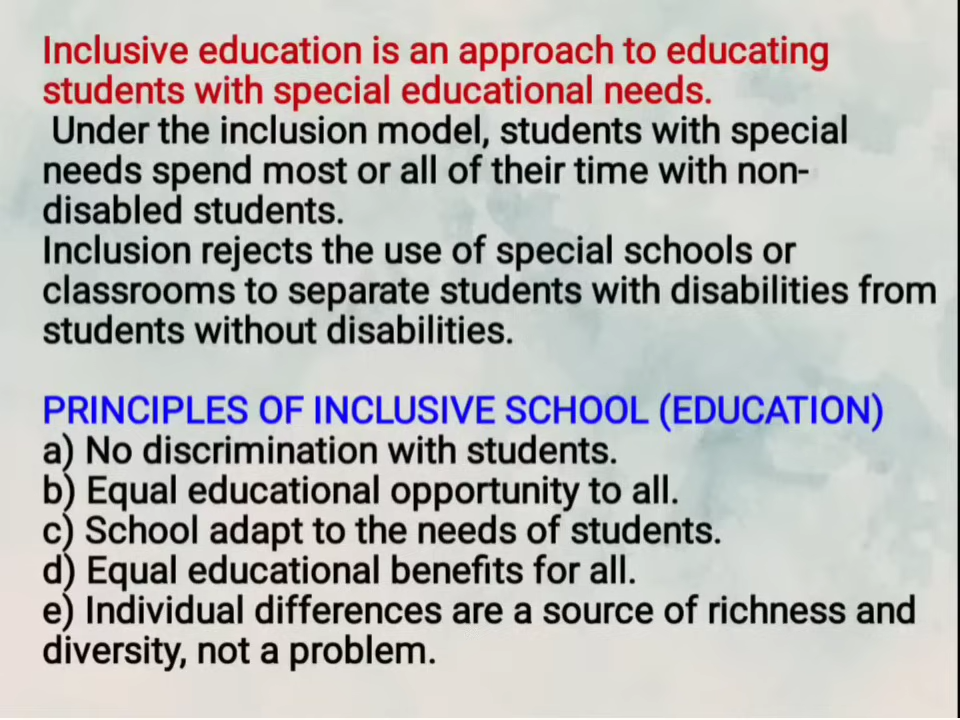 Inclusive education is an approach to educating
students with special educational needs.
Under the inclusion model, students with special
needs spend most or all of their time with non-
disabled students.
Inclusion rejects the use of special schools or
classrooms to separate students with disabilities from
students without disabilities.
PRINCIPLES OF INCLUSIVE SCHOOL (EDUCATION)
a) No discrimination with students.
b) Equal educational opportunity to all.
c) School adapt to the needs of students.
d) Equal educational benefits for all.
e) Individual differences are a source of richness and
diversity, not a problem.